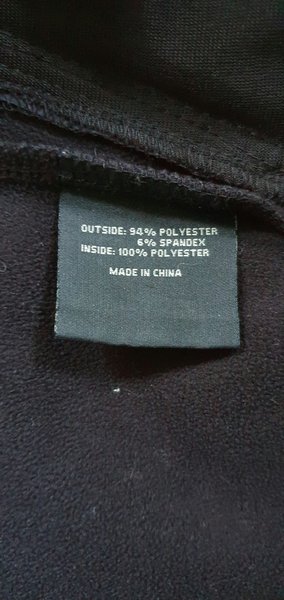 OUTSIDE: 94% POLYESTER
6% SPANDEX
INSIDE: 100% POLYESTER
MADE IN CHINA